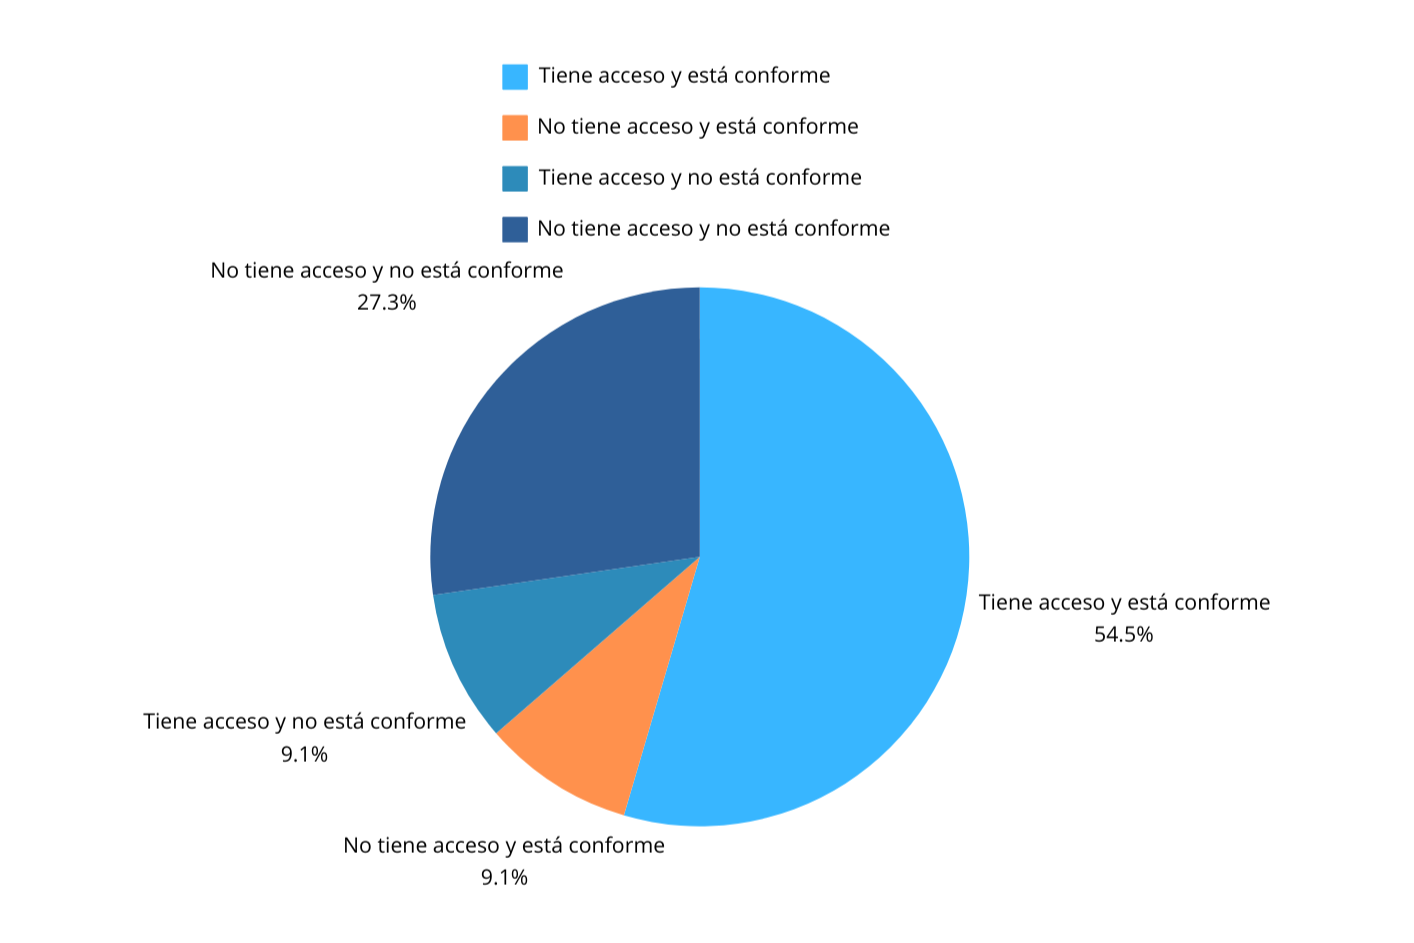 Tiene acceso y está conforme
No tiene acceso y está conforme
Tiene acceso y no está conforme
No tiene acceso y no está conforme
No tiene acceso y no está conforme
27.3%
Tiene acceso y está conforme
54.5%
Tiene acceso y no está conforme
9.1%
No tiene acceso y está conforme
9.1%